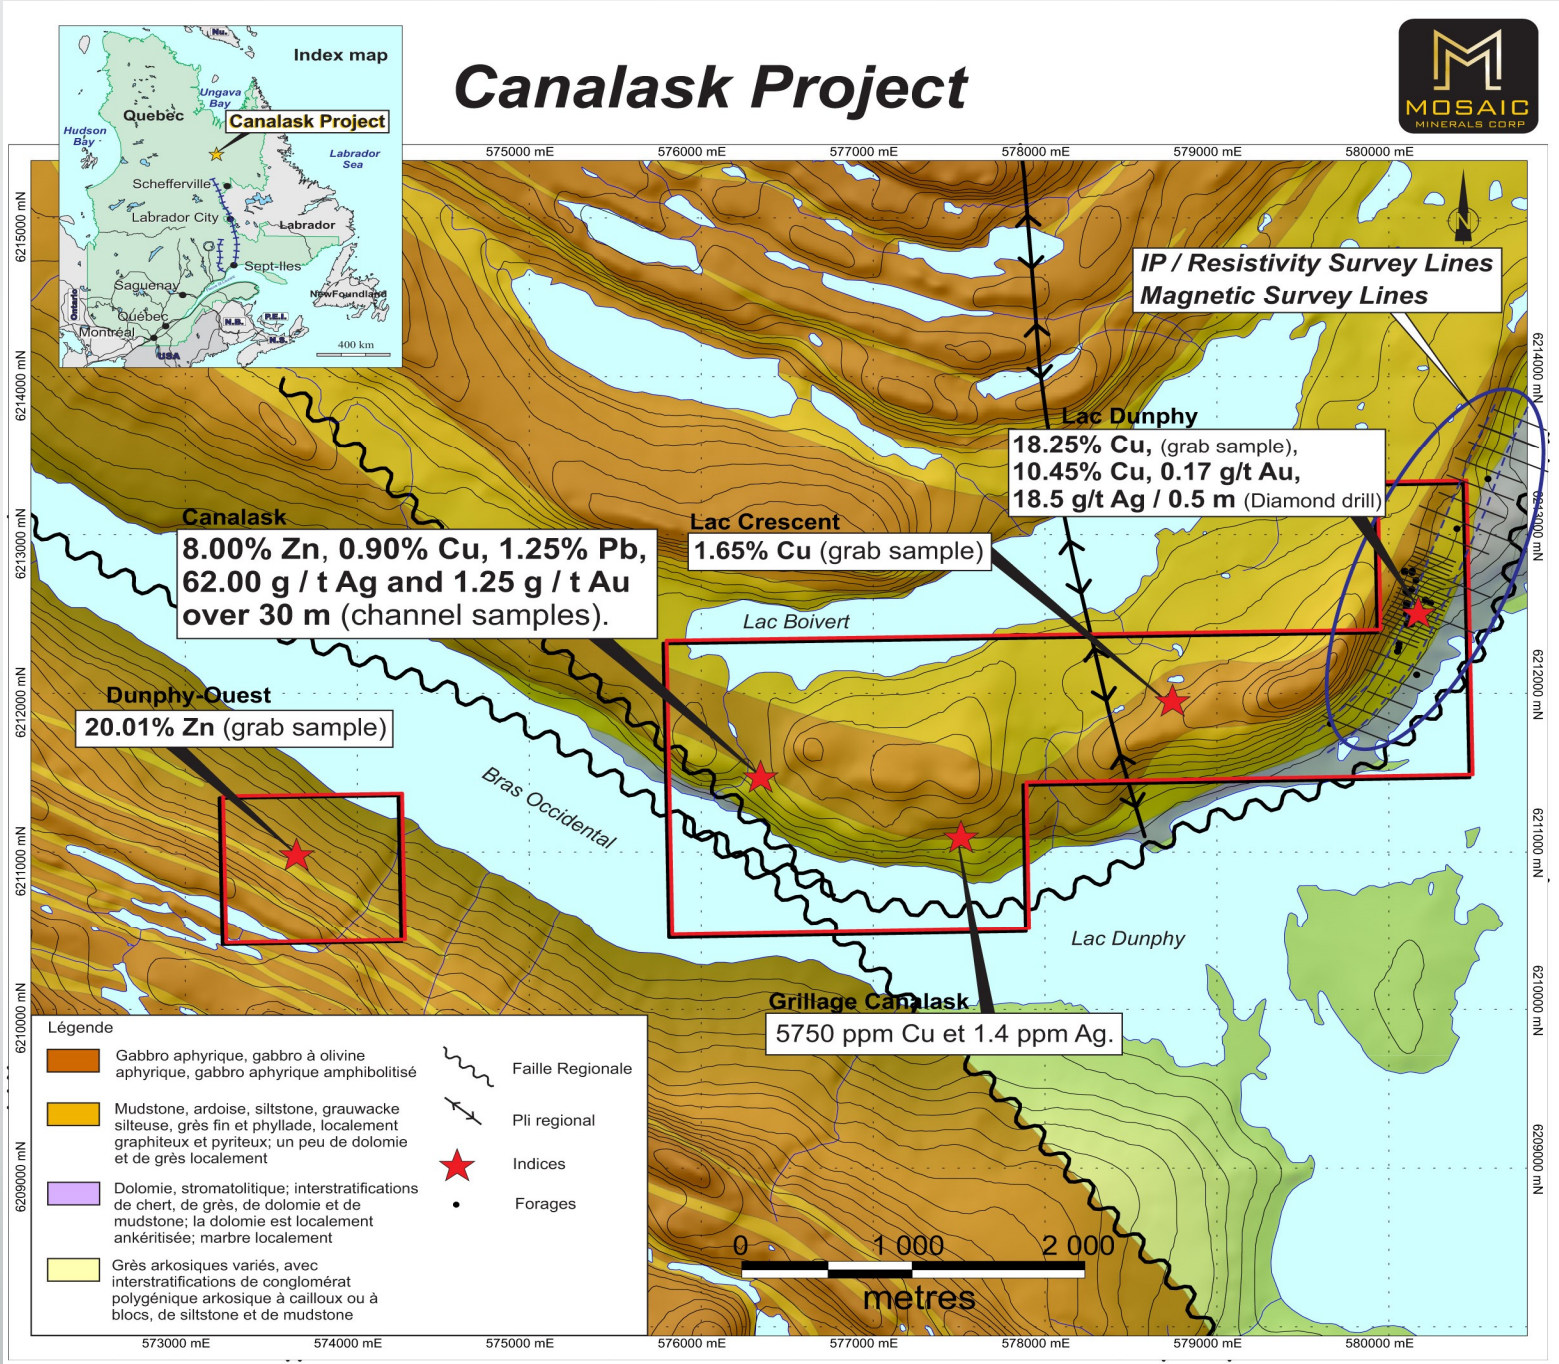 Canalask Project
MOSAIC
MINERALS CORP
Index map
Nu.
Ungava
Bay
Quebec
Canalask Project
Hudson
Bay
Labrador
Sea
Schefferville
Labrador City
Labrador
Sept-Iles
Saguenay
NewFoundland
Ontario
Québec
N.B.
P.E.I.
Montréal
N.S.
USA
400 km
575000 mE
576000 mE
577000 mE
578000 mE
579000 mE
580000 mE
6215000 mN
6214000 mN
6213000 mN
6212000 mN
6211000 mN
6210000 mN
6209000 mN
N
IP / Resistivity Survey Lines
Magnetic Survey Lines
6214000 mN
6213000 mN
6212000 mN
6211000 mN
6210000 mN
6209000 mN
Lac Dunphy
18.25% Cu, (grab sample),
10.45% Cu, 0.17 g/t Au,
18.5 g/t Ag / 0.5 m (Diamond drill)
Canalask
8.00% Zn, 0.90% Cu, 1.25% Pb,
62.00 g / t Ag and 1.25 g / t Au
over 30 m (channel samples).
Lac Crescent
1.65% Cu (grab sample)
Lac Boivert
Dunphy-Ouest
20.01% Zn (grab sample)
Bras Occidental
Lac Dunphy
Grillage Canalask
5750 ppm Cu et 1.4 ppm Ag.
Légende
Gabbro aphyrique, gabbro à olivine
aphyrique, gabbro aphyrique amphibolitisé
Mudstone, ardoise, siltstone, grauwacke
silteuse, grès fin et phyllade, localement
graphiteux et pyriteux; un peu de dolomie
et de grès localement
Dolomie, stromatolitique; interstratifications
de chert, de grès, de dolomie et de
mudstone; la dolomie est localement
ankéritisée; marbre localement
Grès arkosiques variés, avec
interstratifications de conglomérat
polygénique arkosique à cailloux ou à
blocs, de siltstone et de mudstone
Faille Regionale
Pli regional
Indices
Forages
0 1 000 2 000
metres
573000 mE
574000 mE
575000 mE
576000 mE
577000 mE
578000 mE
579000 mE
580000 mE